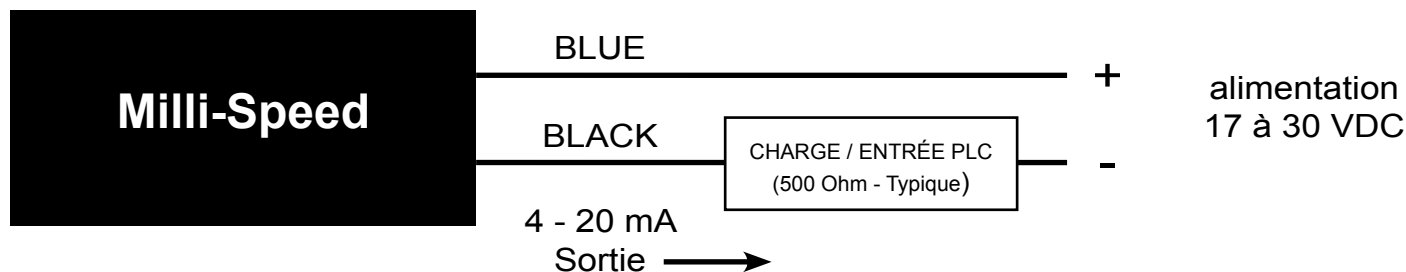 BLUE
+
Milli-Speed
alimentation
17 à 30 VDC
BLACK
CHARGE / ENTRÉE PLC
(500 Ohm - Typique)
-
4 - 20 mA
Sortie